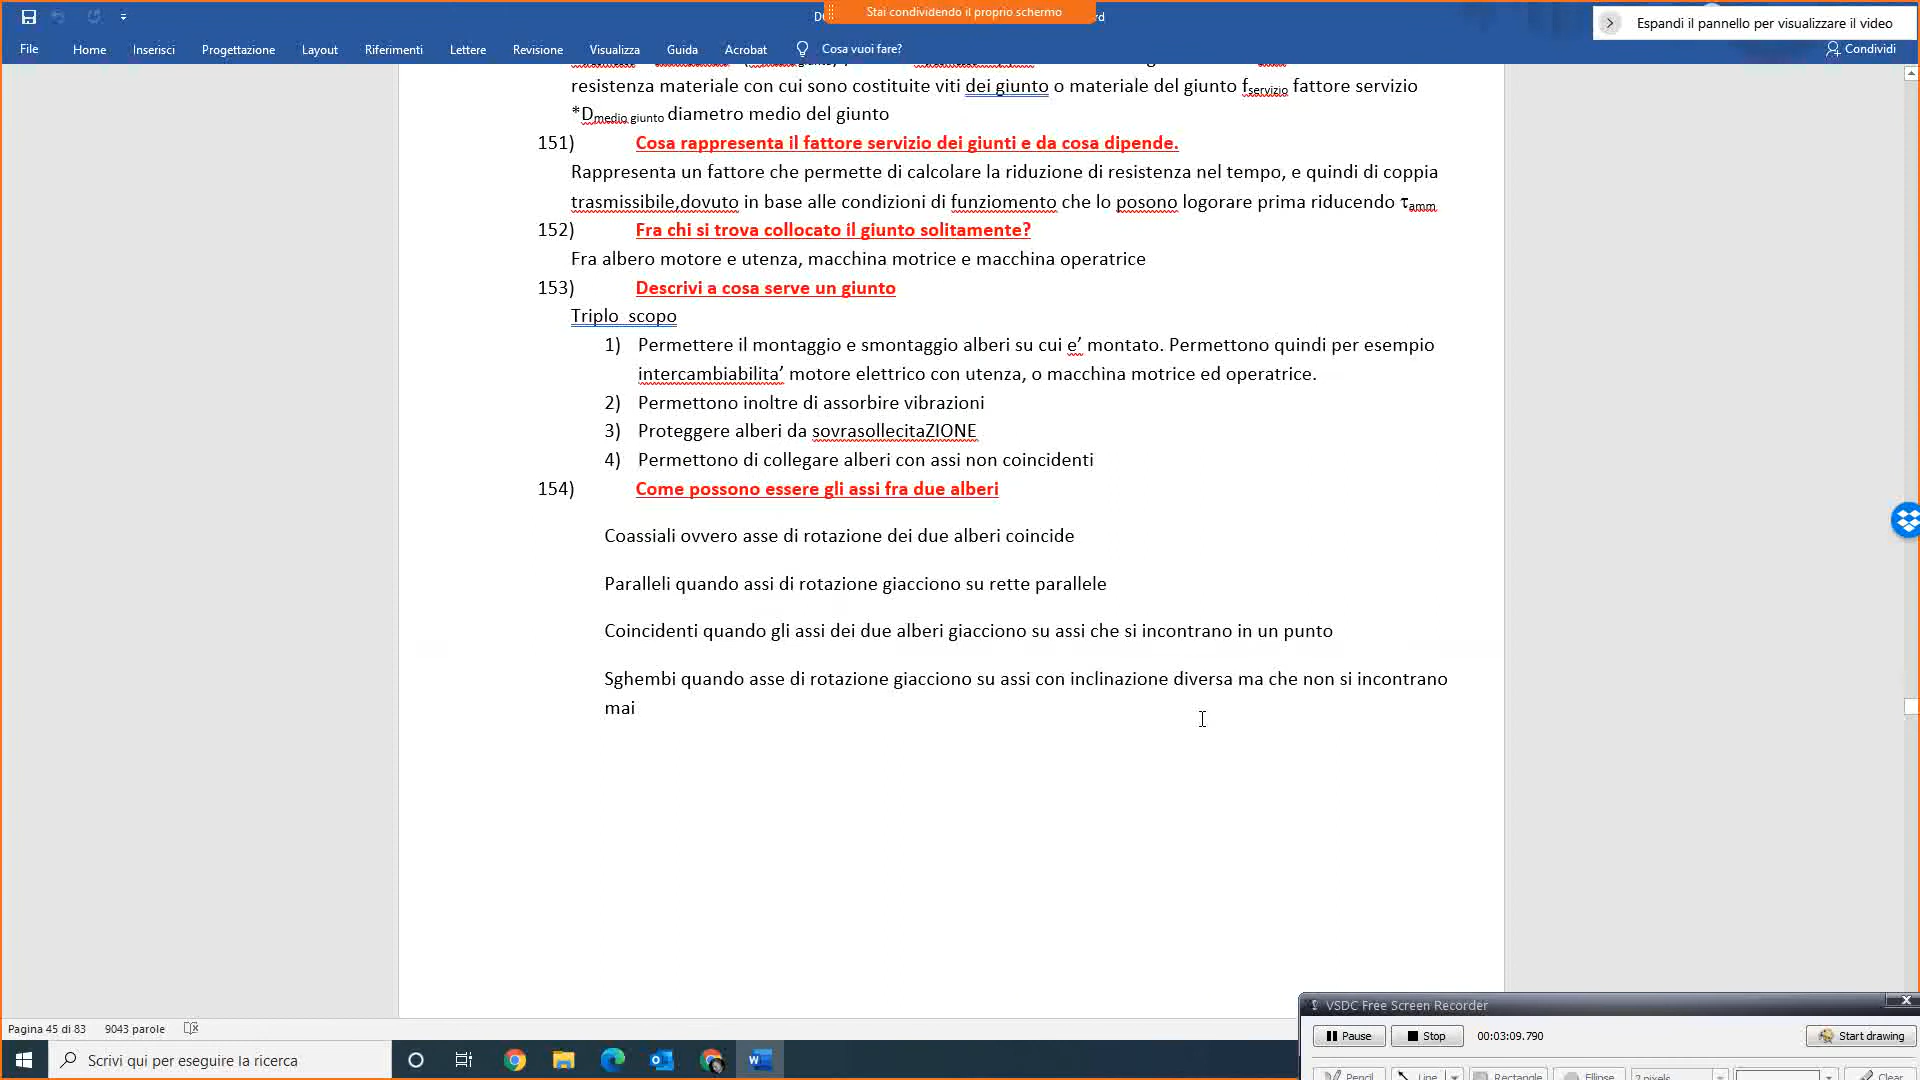 Stai condividendo il proprio schermo
rd
Espandi il pannello per visualizzare il video
File Home Inserisci Progettazione Layout Riferimenti Lettere Revisione Visualizza Guida Acrobat Cosa vuoi fare? Condividi
resistenza materiale con cui sono costituite viti dei giunto o materiale del giunto fservizio fattore servizio
*Dmedio giunto diametro medio del giunto
151) Cosa rappresenta il fattore servizio dei giunti e da cosa dipende.
Rappresenta un fattore che permette di calcolare la riduzione di resistenza nel tempo, e quindi di coppia
trasmissibile,dovuto in base alle condizioni di funziomento che lo posono logorare prima riducendo τamm
152) Fra chi si trova collocato il giunto solitamente?
Fra albero motore e utenza, macchina motrice e macchina operatrice
153) Descrivi a cosa serve un giunto
Triplo scopo
1) Permettere il montaggio e smontaggio alberi su cui e’ montato. Permettono quindi per esempio
intercambiabilita’ motore elettrico con utenza, o macchina motrice ed operatrice.
2) Permettono inoltre di assorbire vibrazioni
3) Proteggere alberi da sovrasollecitaZIONE
4) Permettono di collegare alberi con assi non coincidenti
154) Come possono essere gli assi fra due alberi
Coassiali ovvero asse di rotazione dei due alberi coincide
Paralleli quando assi di rotazione giacciono su rette parallele
Coincidenti quando gli assi dei due alberi giacciono su assi che si incontrano in un punto
Sghembi quando asse di rotazione giacciono su assi con inclinazione diversa ma che non si incontrano
mai
VSDC Free Screen Recorder
Pause Stop 00:03:09.790 Start drawing
Pencil Line Rectangle Ellipse 2 pixels Clear
Pagina 45 di 83 9043 parole
Scrivi qui per eseguire la ricerca